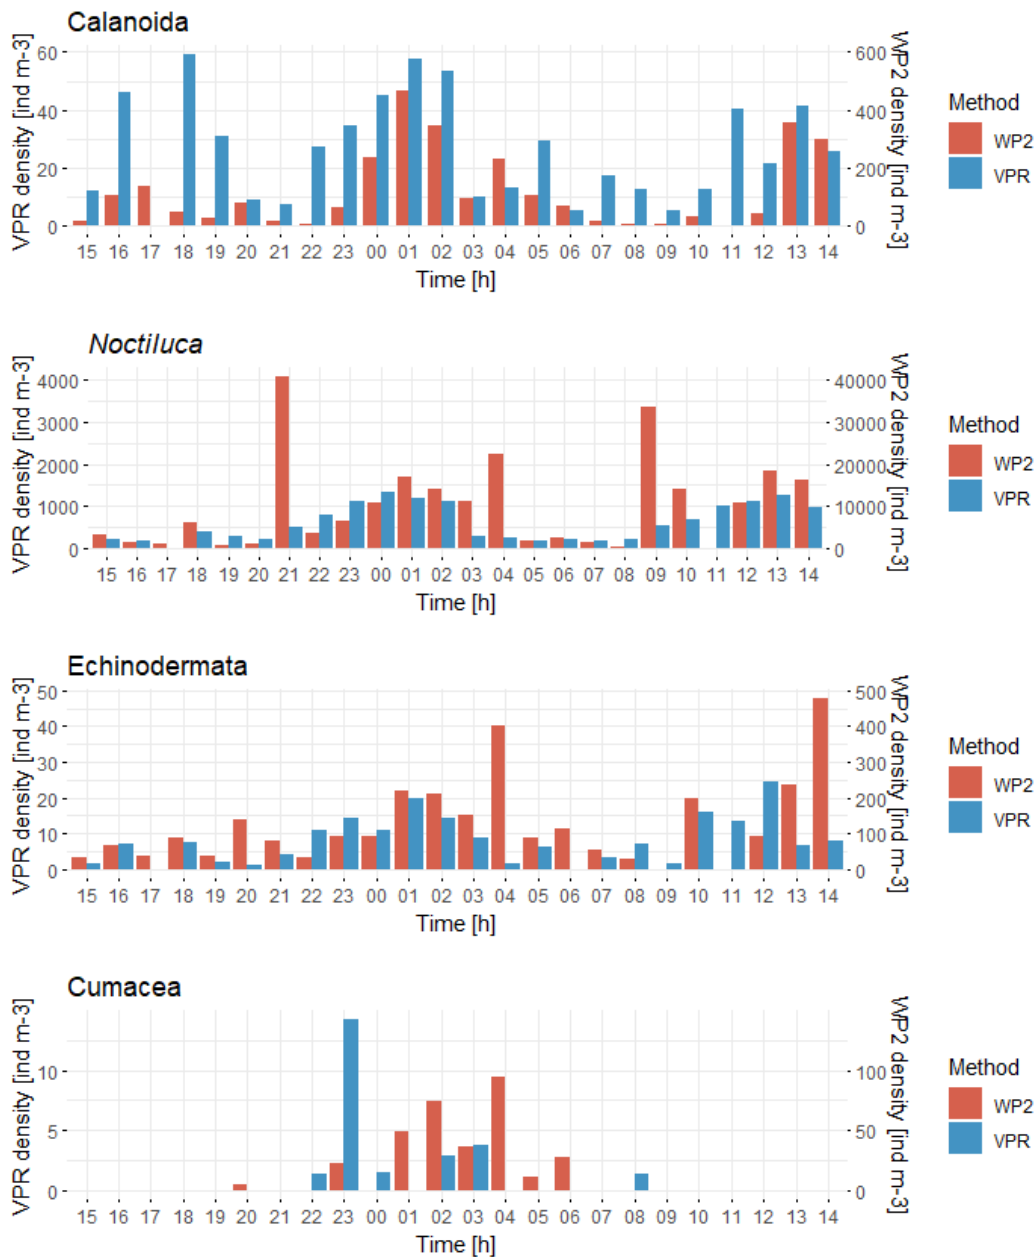 Calanoida
VPR density [ind m-3]
60
40
20
0
600
400
200
0
WP2 density [ind m-3]
15 16 17 18 19 20 21 22 23 00 01 02 03 04 05 06 07 08 09 10 11 12 13 14
Time [h]
Method
WP2
VPR
Noctiluca
VPR density [ind m-3]
4000
3000
2000
1000
0
40000
30000
20000
10000
0
WP2 density [ind m-3]
15 16 17 18 19 20 21 22 23 00 01 02 03 04 05 06 07 08 09 10 11 12 13 14
Time [h]
Method
WP2
VPR
Echinodermata
VPR density [ind m-3]
50
40
30
20
10
0
500
400
300
200
100
0
WP2 density [ind m-3]
15 16 17 18 19 20 21 22 23 00 01 02 03 04 05 06 07 08 09 10 11 12 13 14
Time [h]
Method
WP2
VPR
Cumacea
VPR density [ind m-3]
10
5
0
100
50
0
WP2 density [ind m-3]
15 16 17 18 19 20 21 22 23 00 01 02 03 04 05 06 07 08 09 10 11 12 13 14
Time [h]
Method
WP2
VPR